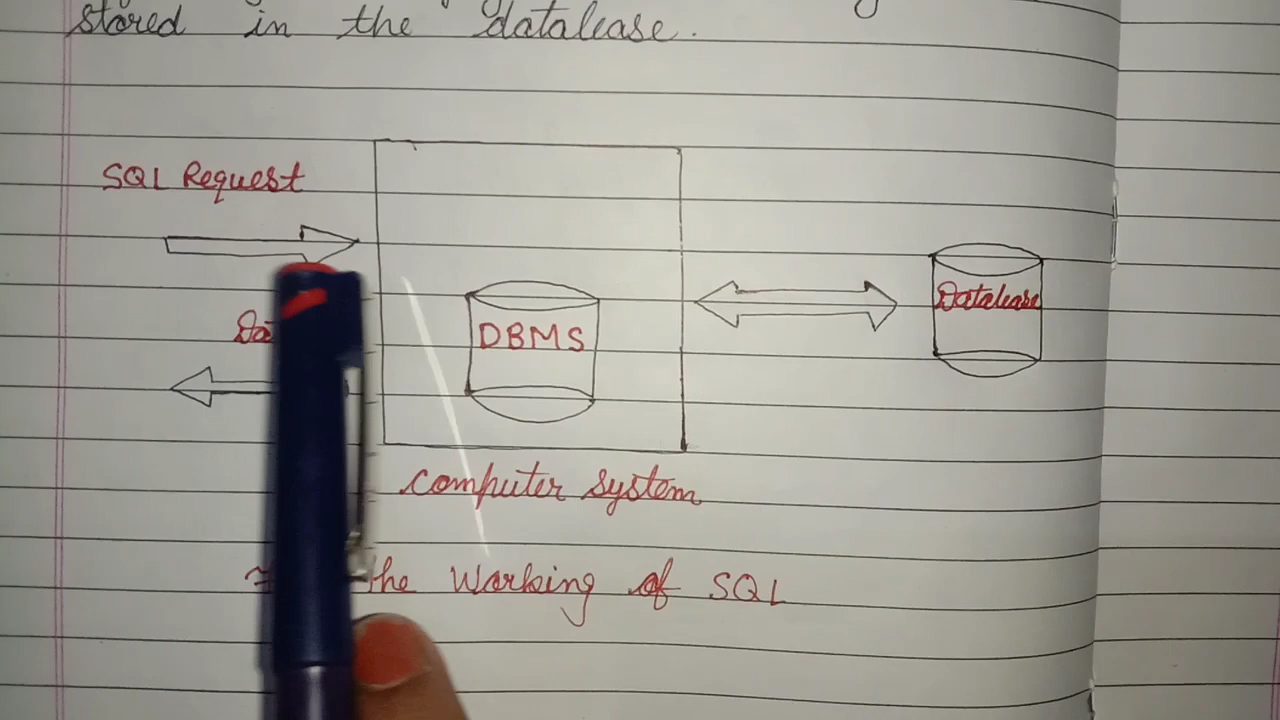 stored in the database.
SQL Request
DBMS
Database
computer system
the working of SQL